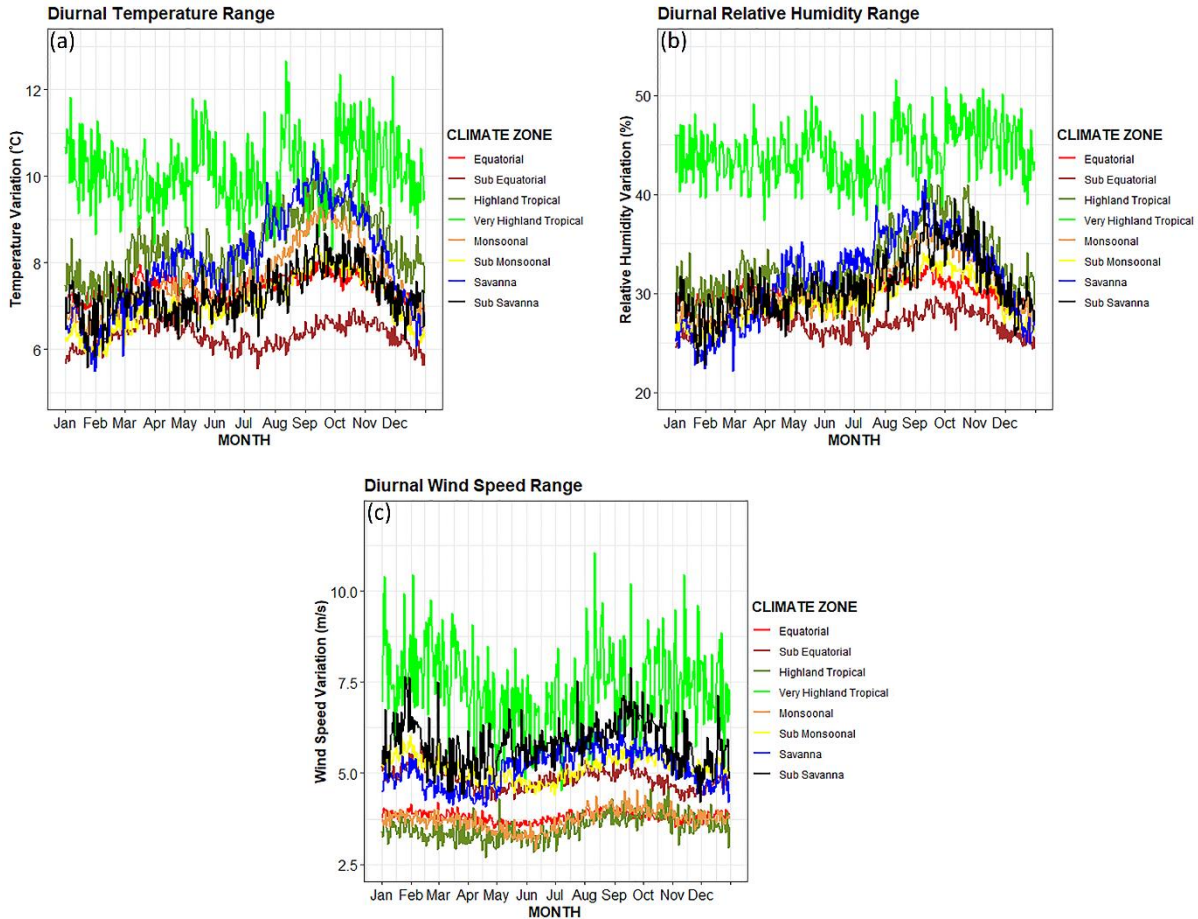 Diurnal Temperature Range
(a)
Temperature Variation (°C)
12
10
8
6
Jan Feb Mar Apr May Jun Jul Aug Sep Oct Nov Dec
MONTH
CLIMATE ZONE
Equatorial
Sub Equatorial
Highland Tropical
Very Highland Tropical
Monsoonal
Sub Monsoonal
Savanna
Sub Savanna
Diurnal Relative Humidity Range
(b)
Relative Humidity Variation (%)
50
40
30
20
Jan Feb Mar Apr May Jun Jul Aug Sep Oct Nov Dec
MONTH
CLIMATE ZONE
Equatorial
Sub Equatorial
Highland Tropical
Very Highland Tropical
Monsoonal
Sub Monsoonal
Savanna
Sub Savanna
Diurnal Wind Speed Range
(c)
Wind Speed Variation (m/s)
10.0
7.5
5.0
2.5
Jan Feb Mar Apr May Jun Jul Aug Sep Oct Nov Dec
MONTH
CLIMATE ZONE
Equatorial
Sub Equatorial
Highland Tropical
Very Highland Tropical
Monsoonal
Sub Monsoonal
Savanna
Sub Savanna